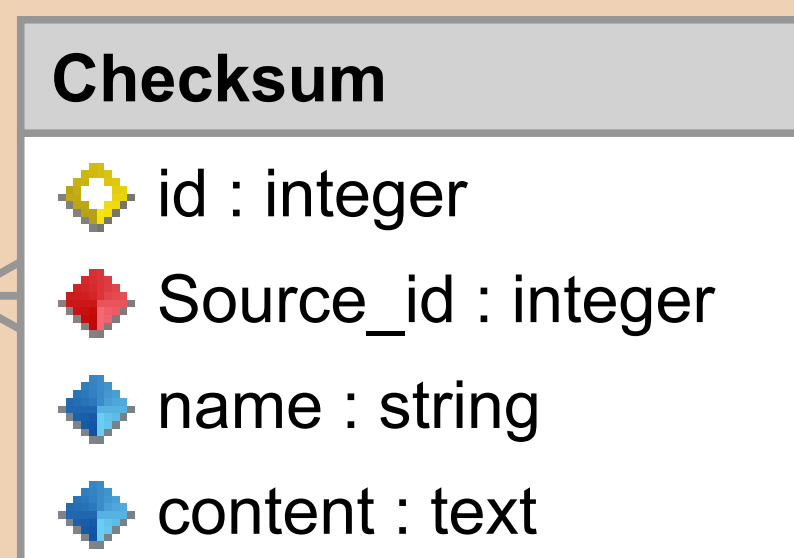 Checksum
id : integer
Source_id : integer
name : string
content : text